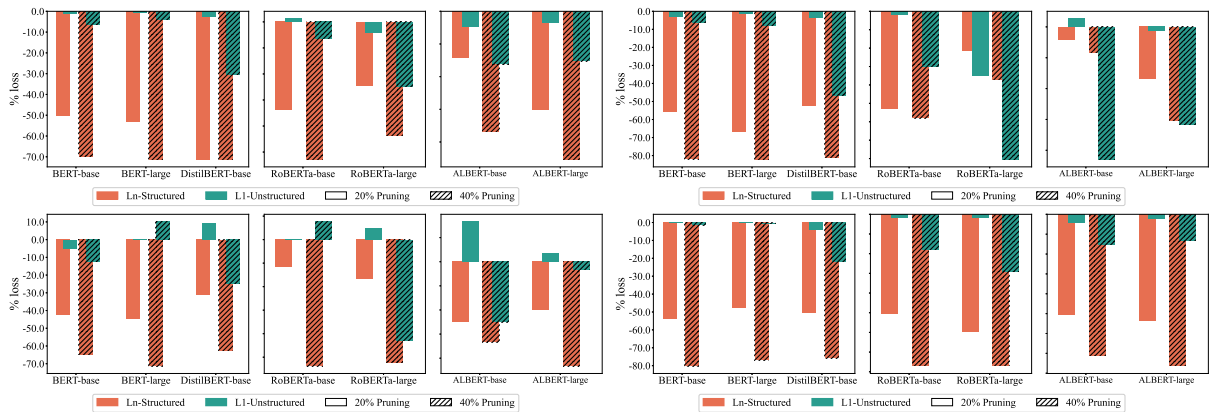 0.0
-10.0
-20.0
-30.0
-40.0
-50.0
-60.0
-70.0
% loss
BERT-base BERT-large DistilBERT-base
RoBERTa-base RoBERTa-large
ALBERT-base ALBERT-large
Ln-Structured L1-Unstructured 20% Pruning 40% Pruning
0.0
-10.0
-20.0
-30.0
-40.0
-50.0
-60.0
-70.0
-80.0
% loss
BERT-base BERT-large DistilBERT-base
RoBERTa-base RoBERTa-large
ALBERT-base ALBERT-large
Ln-Structured L1-Unstructured 20% Pruning 40% Pruning
10.0
0.0
-10.0
-20.0
-30.0
-40.0
-50.0
-60.0
-70.0
% loss
BERT-base BERT-large DistilBERT-base
RoBERTa-base RoBERTa-large
ALBERT-base ALBERT-large
Ln-Structured L1-Unstructured 20% Pruning 40% Pruning
0.0
-10.0
-20.0
-30.0
-40.0
-50.0
-60.0
-70.0
-80.0
% loss
BERT-base BERT-large DistilBERT-base
RoBERTa-base RoBERTa-large
ALBERT-base ALBERT-large
Ln-Structured L1-Unstructured 20% Pruning 40% Pruning